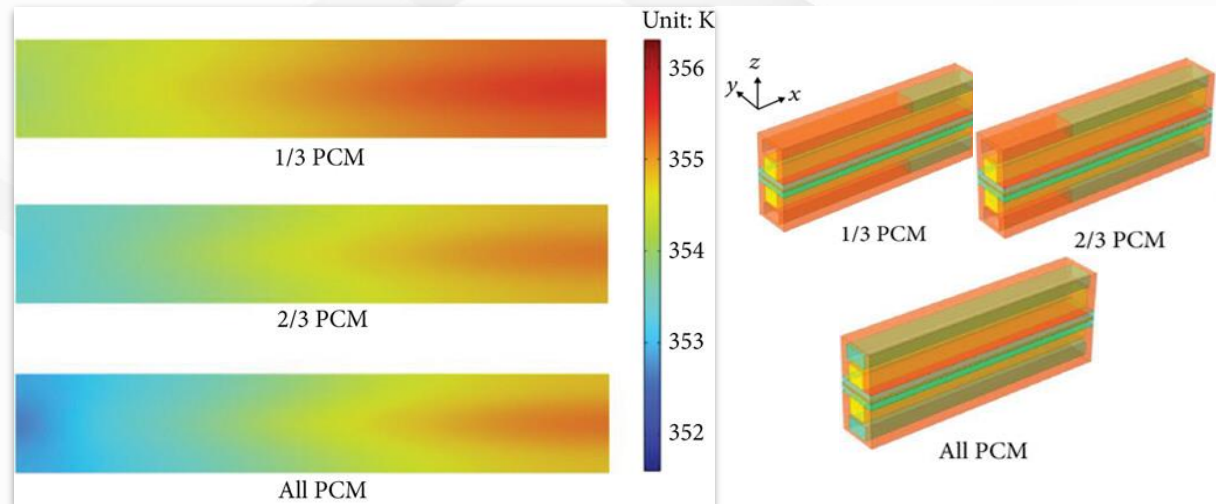 Unit: K
1/3 PCM
2/3 PCM
All PCM
356
355
354
353
352
z
y
x
1/3 PCM
2/3 PCM
All PCM